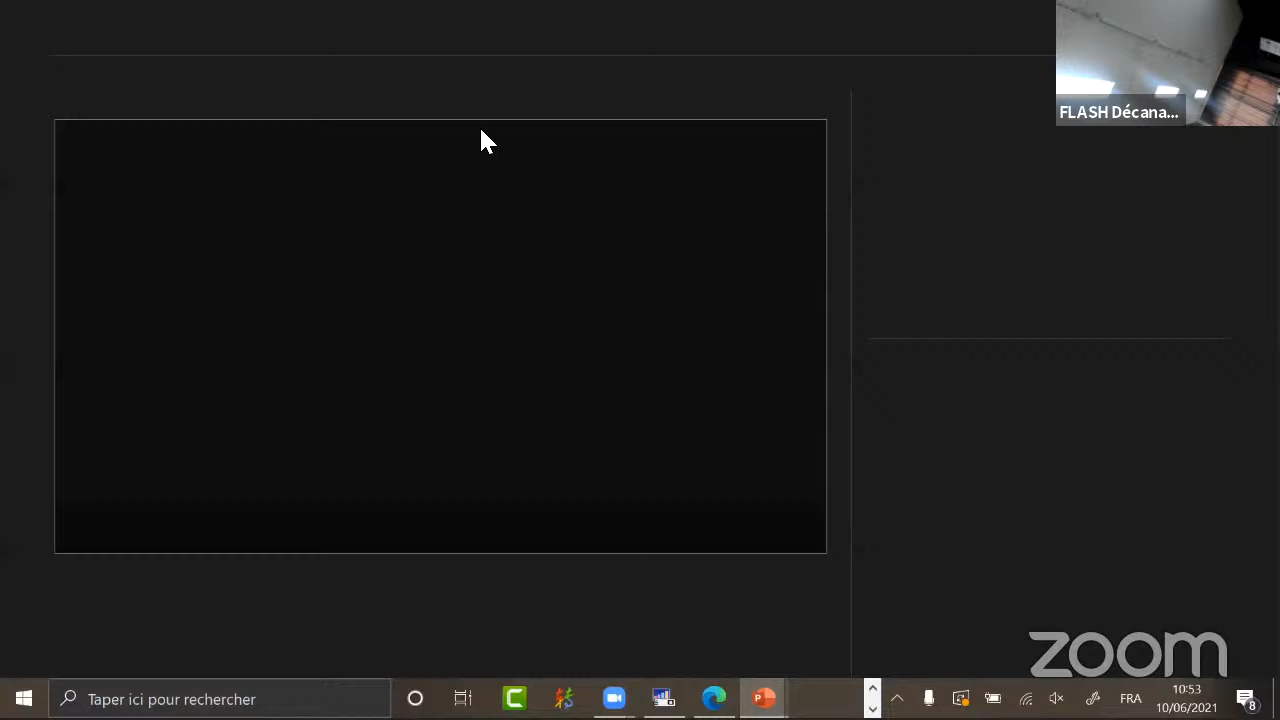 FLASH Décana...
zoom
Taper ici pour rechercher
FRA
10:53
10/06/2021
8